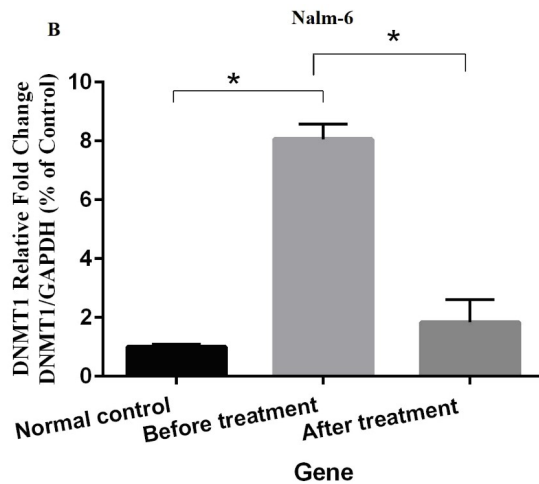 B
Nalm-6
*
*
DNMT1 Relative Fold Change
DNMT1/GAPDH (% of Control)
10
8
6
4
2
0
Normal control
Before treatment
After treatment
Gene